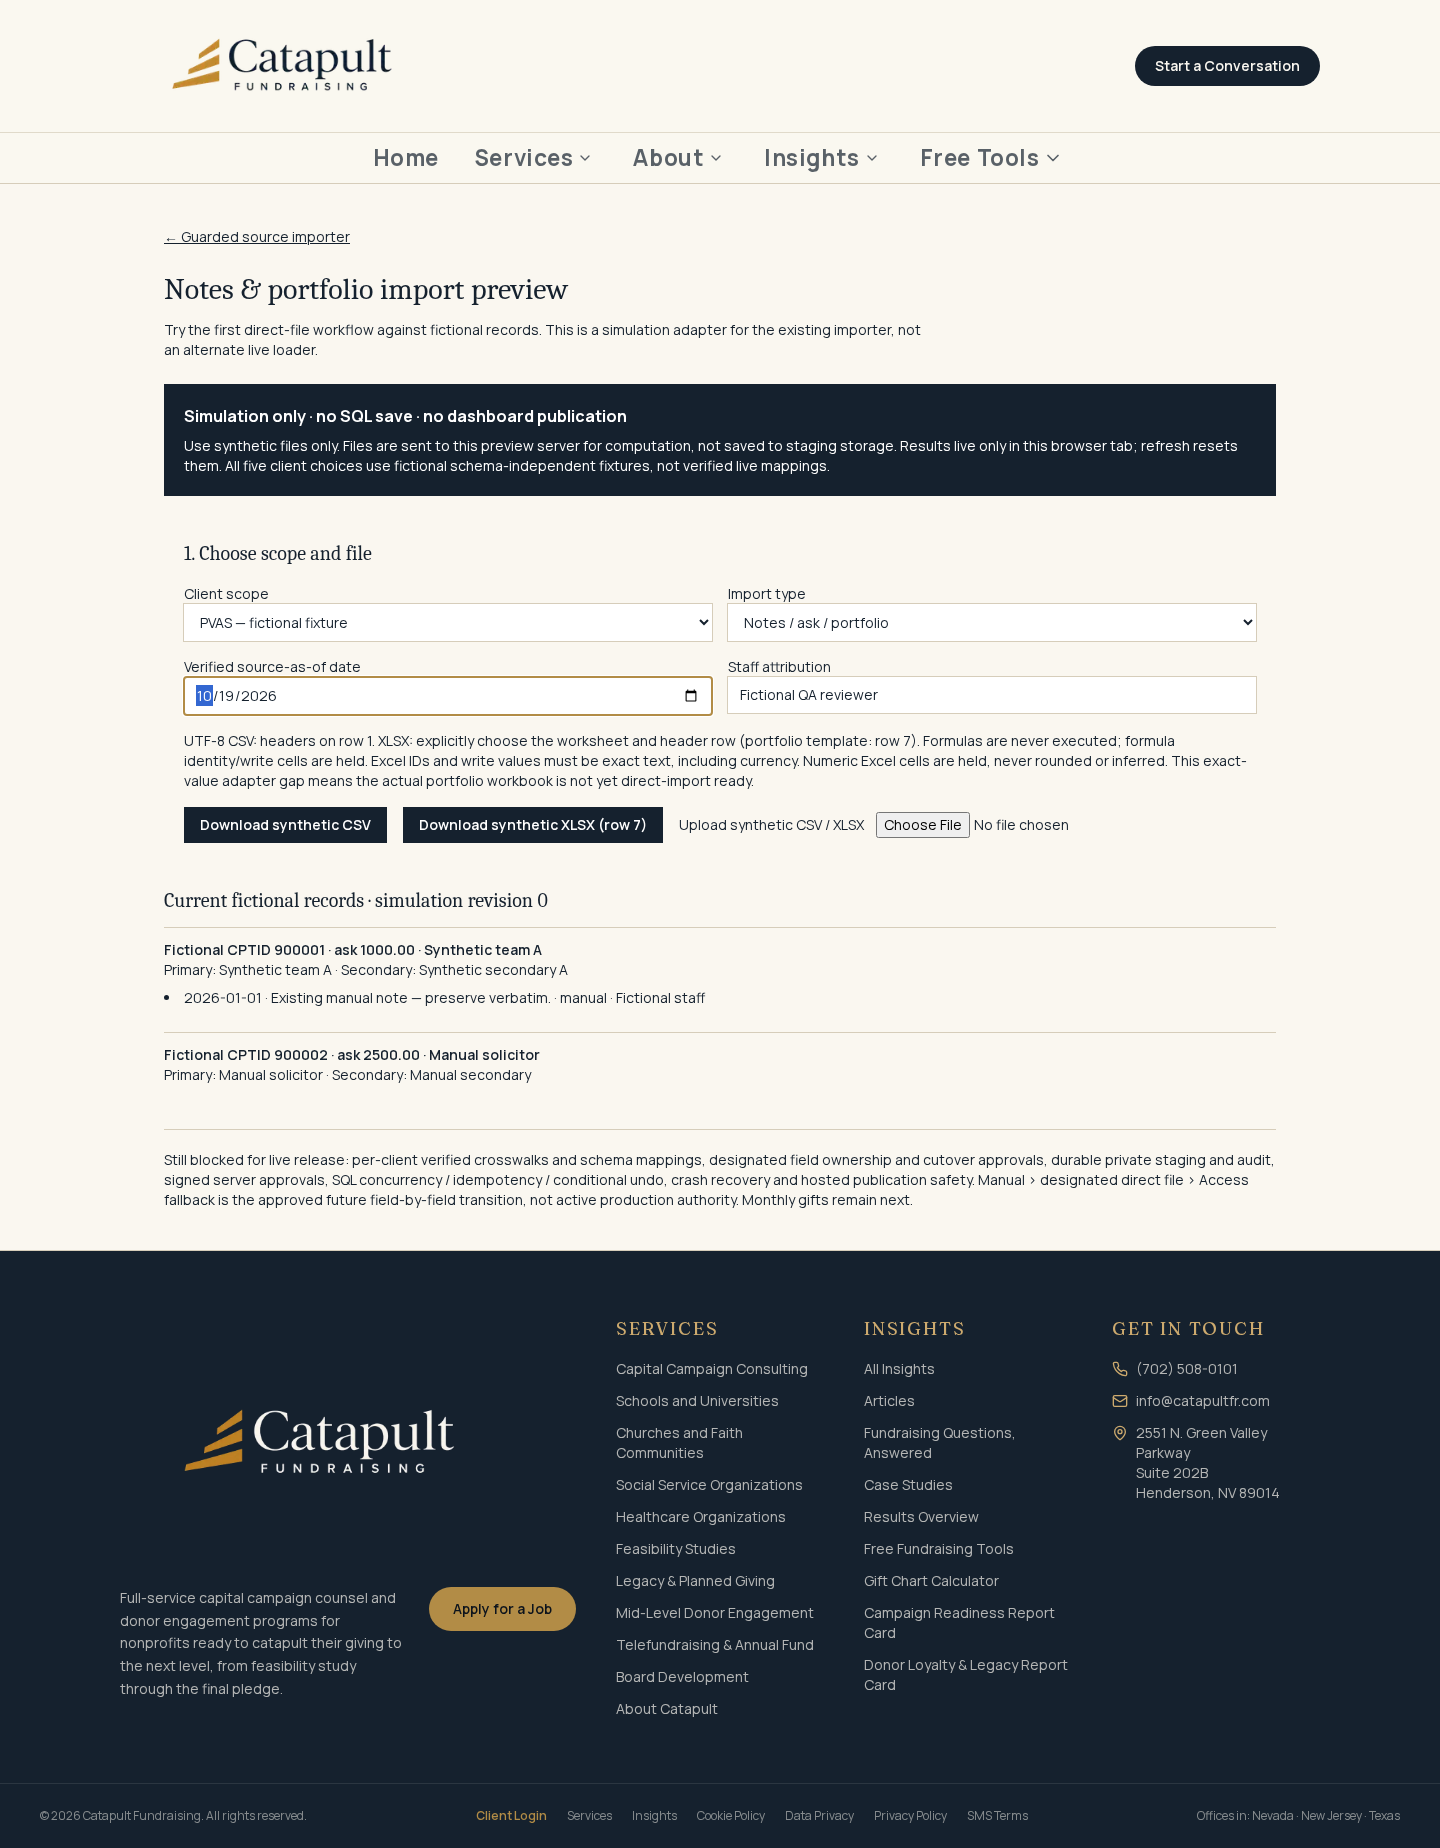 Catapult
FUNDRAISING
Start a Conversation
Home
Services
About
Insights
Free Tools
← Guarded source importer
Notes & portfolio import preview
Try the first direct-file workflow against fictional records. This is a simulation adapter for the existing importer, not
an alternate live loader.
Simulation only · no SQL save · no dashboard publication
Use synthetic files only. Files are sent to this preview server for computation, not saved to staging storage. Results live only in this browser tab; refresh resets
them. All five client choices use fictional schema-independent fixtures, not verified live mappings.
1. Choose scope and file
Client scope
PVAS — fictional fixture
Import type
Notes / ask / portfolio
Verified source-as-of date
10/19/2026
Staff attribution
Fictional QA reviewer
UTF-8 CSV: headers on row 1. XLSX: explicitly choose the worksheet and header row (portfolio template: row 7). Formulas are never executed; formula
identity/write cells are held. Excel IDs and write values must be exact text, including currency. Numeric Excel cells are held, never rounded or inferred. This exact-
value adapter gap means the actual portfolio workbook is not yet direct-import ready.
Download synthetic CSV
Download synthetic XLSX (row 7)
Upload synthetic CSV / XLSX
Choose File
No file chosen
Current fictional records · simulation revision 0
Fictional CPTID 900001 · ask 1000.00 · Synthetic team A
Primary: Synthetic team A · Secondary: Synthetic secondary A
• 2026-01-01 · Existing manual note — preserve verbatim. · manual · Fictional staff
Fictional CPTID 900002 · ask 2500.00 · Manual solicitor
Primary: Manual solicitor · Secondary: Manual secondary
Still blocked for live release: per-client verified crosswalks and schema mappings, designated field ownership and cutover approvals, durable private staging and audit,
signed server approvals, SQL concurrency / idempotency / conditional undo, crash recovery and hosted publication safety. Manual > designated direct file > Access
fallback is the approved future field-by-field transition, not active production authority. Monthly gifts remain next.
Catapult
FUNDRAISING
Full-service capital campaign counsel and
donor engagement programs for
nonprofits ready to catapult their giving to
the next level, from feasibility study
through the final pledge.
Apply for a Job
SERVICES
Capital Campaign Consulting
Schools and Universities
Churches and Faith
Communities
Social Service Organizations
Healthcare Organizations
Feasibility Studies
Legacy & Planned Giving
Mid-Level Donor Engagement
Telefundraising & Annual Fund
Board Development
About Catapult
INSIGHTS
All Insights
Articles
Fundraising Questions,
Answered
Case Studies
Results Overview
Free Fundraising Tools
Gift Chart Calculator
Campaign Readiness Report
Card
Donor Loyalty & Legacy Report
Card
GET IN TOUCH
(702) 508-0101
info@catapultfr.com
2551 N. Green Valley
Parkway
Suite 202B
Henderson, NV 89014
© 2026 Catapult Fundraising. All rights reserved.
Client Login
Services
Insights
Cookie Policy
Data Privacy
Privacy Policy
SMS Terms
Offices in: Nevada · New Jersey · Texas